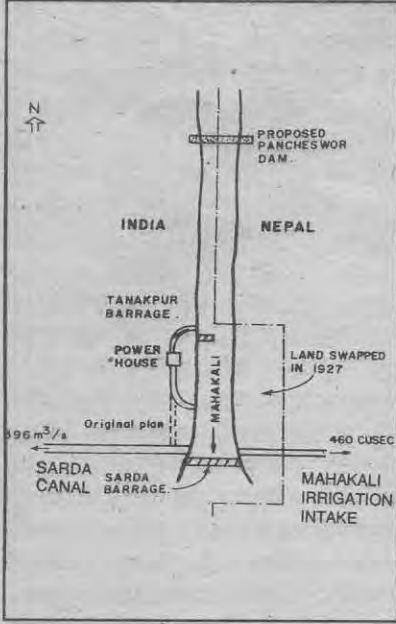 N
PROPOSED
PANCHESWOR
DAM.
INDIA
NEPAL
TANAKPUR
BARRAGE.
POWER
HOUSE
MAHAKALI
LAND SWAPPED
IN 1927
Original plan
396 m³/s
460 CUSEC
SARDA
CANAL
SARDA
BARRAGE.
MAHAKALI
IRRIGATION
INTAKE